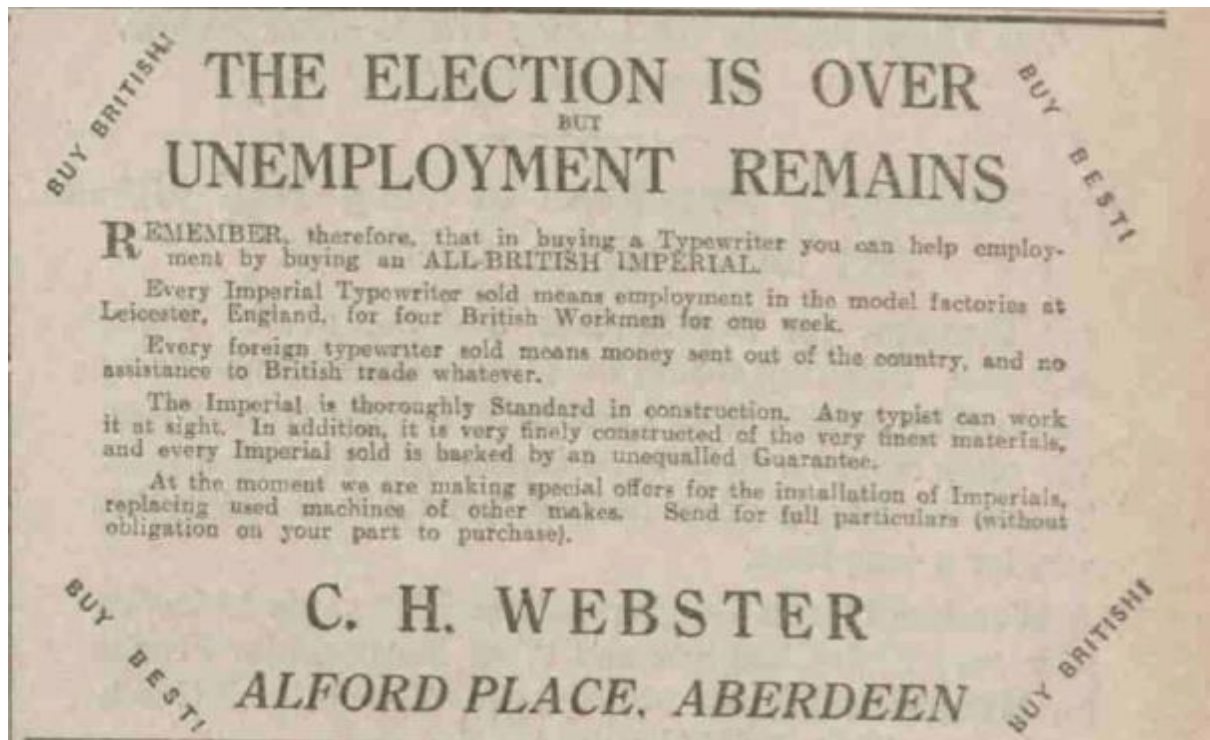 BUY BRITISH!
BUY BEST!
THE ELECTION IS OVER
BUT
UNEMPLOYMENT REMAINS
REMEMBER, therefore, that in buying a Typewriter you can help employ-
ment by buying an ALL-BRITISH IMPERIAL.
Every Imperial Typewriter sold means employment in the model factories at
Leicester, England, for four British Workmen for one week.
Every foreign typewriter sold means money sent out of the country, and no
assistance to British trade whatever.
The Imperial is thoroughly Standard in construction. Any typist can work
it at sight. In addition, it is very finely constructed of the very finest materials,
and every Imperial sold is backed by an unequalled Guarantee.
At the moment we are making special offers for the installation of Imperials,
replacing used machines of other makes. Send for full particulars (without
obligation on your part to purchase).
C. H. WEBSTER
ALFORD PLACE, ABERDEEN
BUY BEST!
BUY BRITISH!